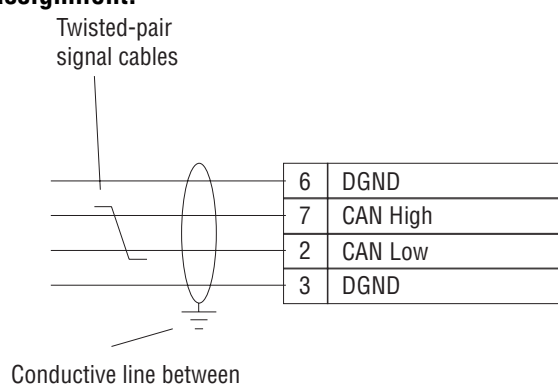 Twisted-pair
signal cables
6 DGND
7 CAN High
2 CAN Low
3 DGND
Conductive line between